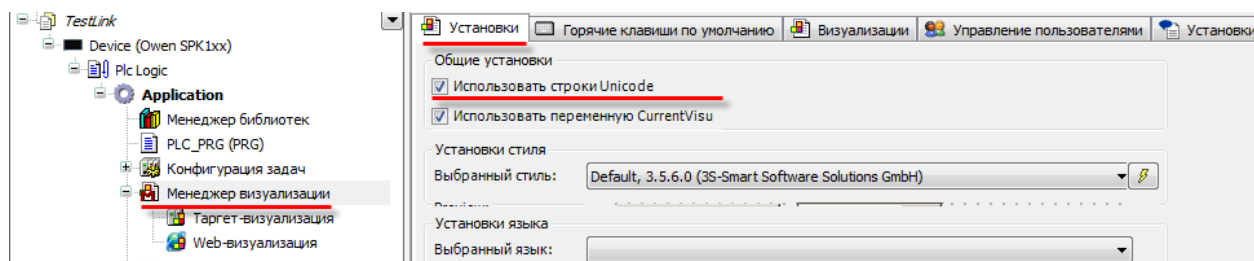 TestLink
Device (Owen SPK1xx)
Plc Logic
Application
Менеджер библиотек
PLC_PRG (PRG)
Конфигурация задач
Менеджер визуализации
Таргет-визуализация
Web-визуализация
Установки Горячие клавиши по умолчанию Визуализации Управление пользователями Установки
Общие установки
Использовать строки Unicode
Использовать переменную CurrentVisu
Установки стиля
Выбранный стиль: Default, 3.5.6.0 (3S-Smart Software Solutions GmbH)
Установки языка
Выбранный язык: